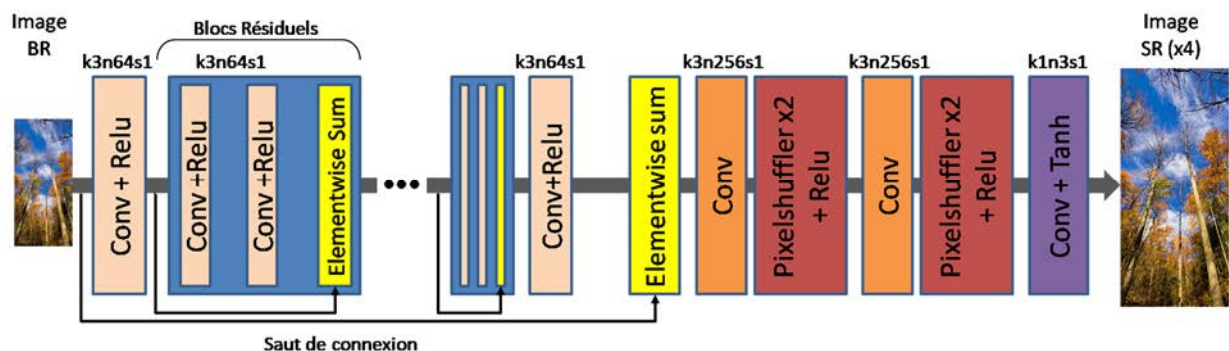 Image
BR
Blocs Résiduels
Image
SR (x4)
k3n64s1
k3n64s1
k3n64s1
k3n256s1
k3n256s1
k1n3s1
Conv + Relu
Conv +Relu
Conv +Relu
Elementwise Sum
Conv+Relu
Elementwise sum
Conv
Pixelshuffler x2
+ Relu
Conv
Pixelshuffler x2
+ Relu
Conv + Tanh
Saut de connexion